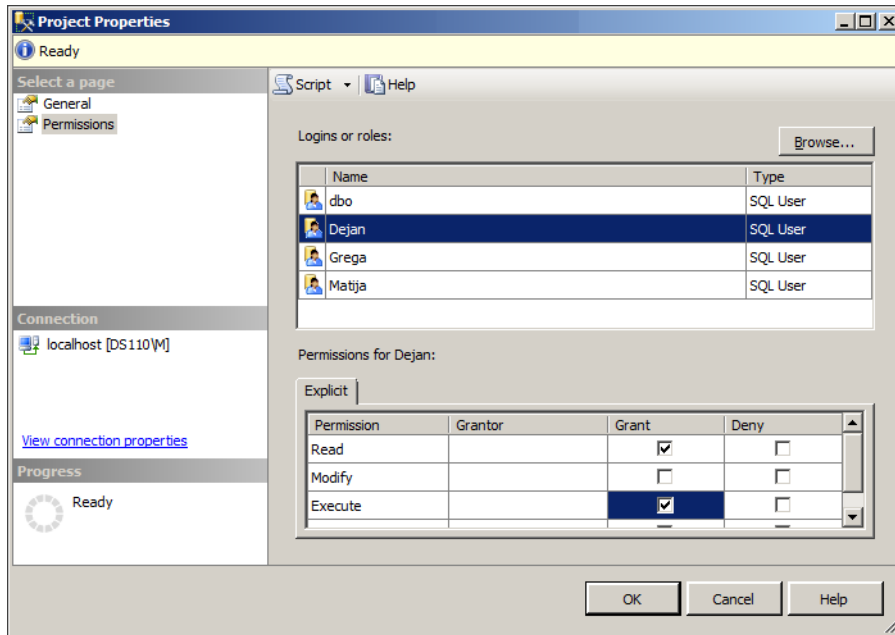 Project Properties
Ready
Select a page
General
Permissions
Script Help
Logins or roles:
Browse...
Name Type
dbo SQL User
Dejan SQL User
Grega SQL User
Matija SQL User
Connection
localhost [DS110\M]
View connection properties
Progress
Ready
Permissions for Dejan:
Explicit
Permission Grantor Grant Deny
Read
Modify
Execute
OK Cancel Help